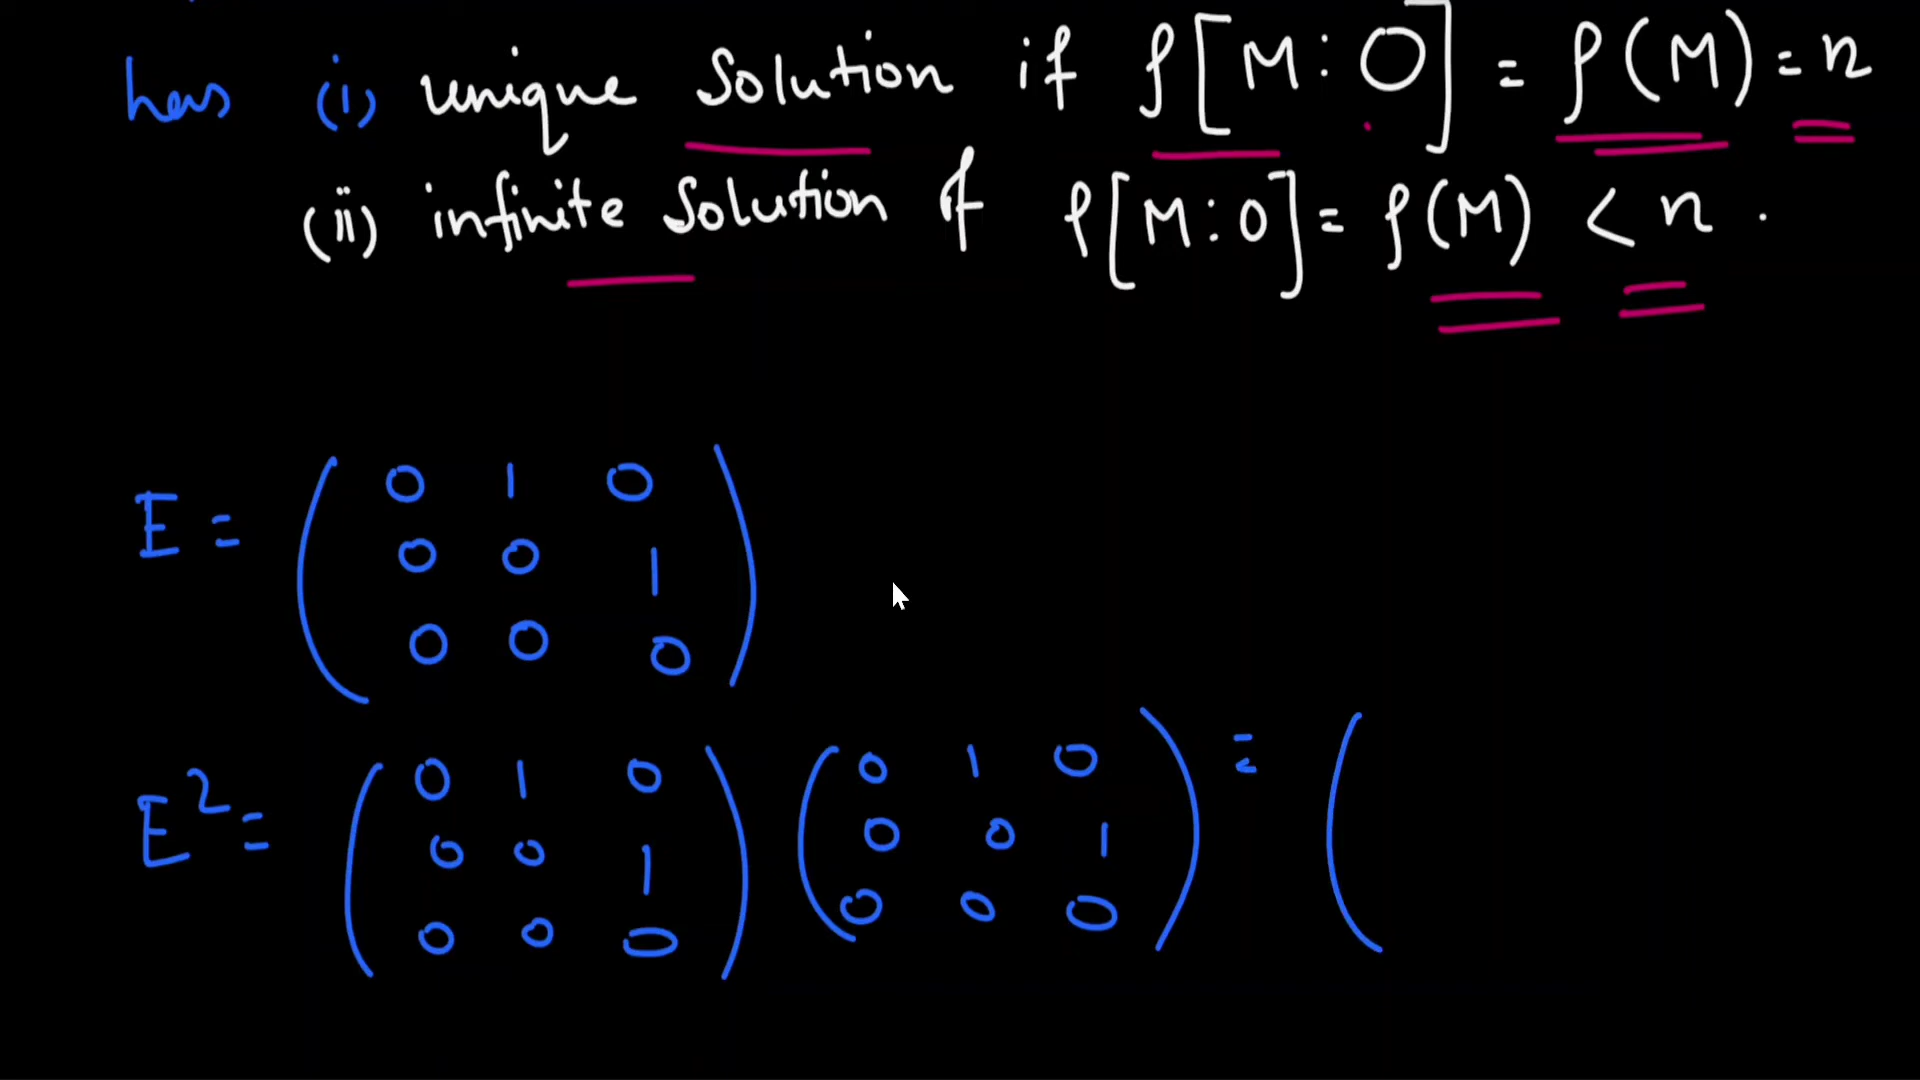 has (i) unique solution if ρ[M:O] = ρ(M) = n
(ii) infinite solution if ρ[M:0] = ρ(M) < n.
E = ( 0 1 0
0 0 1
0 0 0 )
E² = ( 0 1 0 ) ( 0 1 0 ) = (
0 0 1 0 0 1
0 0 0 0 0 0